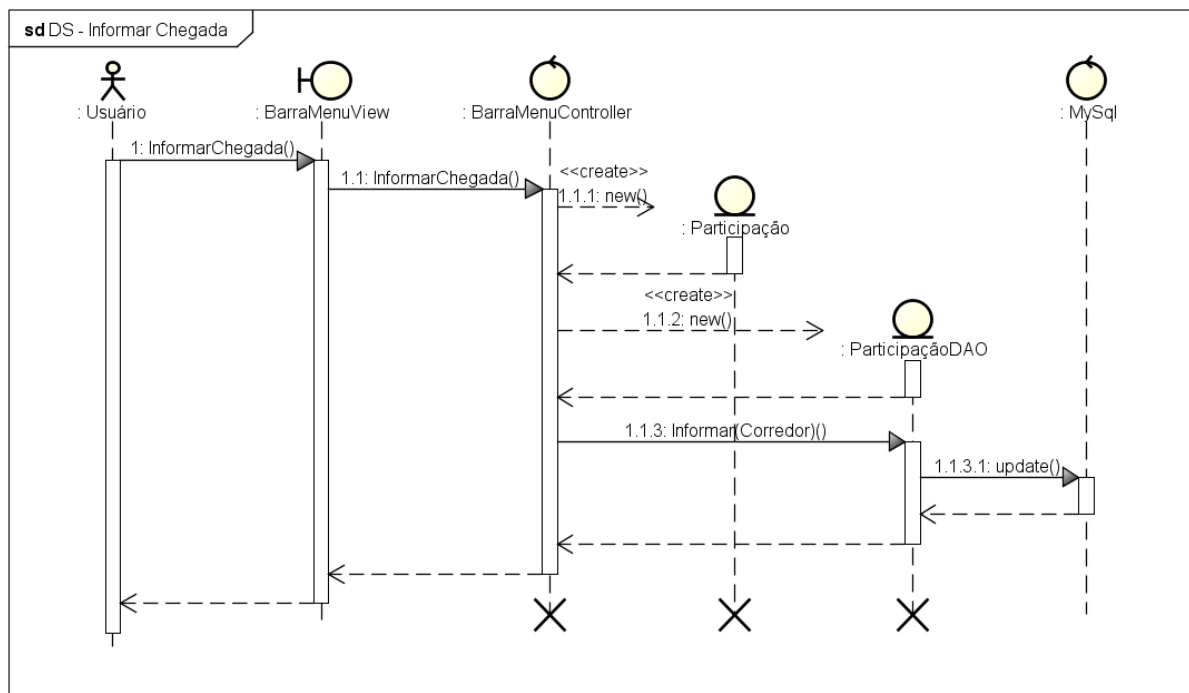 sd DS - Informar Chegada
: Usuário
: BarraMenuView
: BarraMenuController
: MySql
1: InformarChegada()
1.1: InformarChegada()
<<create>>
1.1.1: new()
: Participação
<<create>>
1.1.2: new()
: ParticipaçãoDAO
1.1.3: Informar(Corredor)()
1.1.3.1: update()